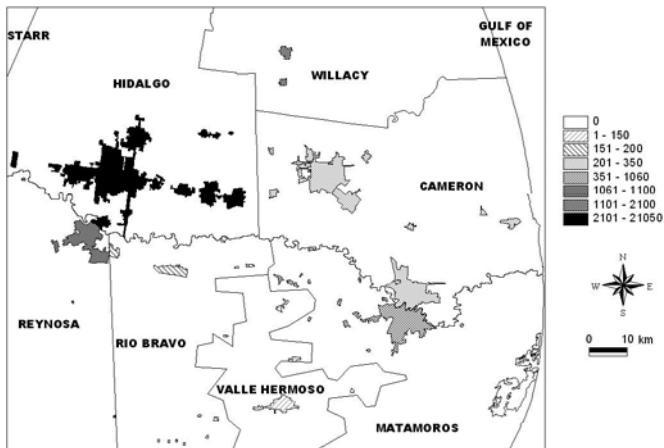 STARR
GULF OF
MEXICO
WILLACY
HIDALGO
CAMERON
0
1 - 150
151 - 200
201 - 350
351 - 1060
1061 - 1100
1101 - 2100
2101 - 21050
N
W E
S
0 10 km
REYNOSA
RIO BRAVO
VALLE HERMOSO
MATAMOROS